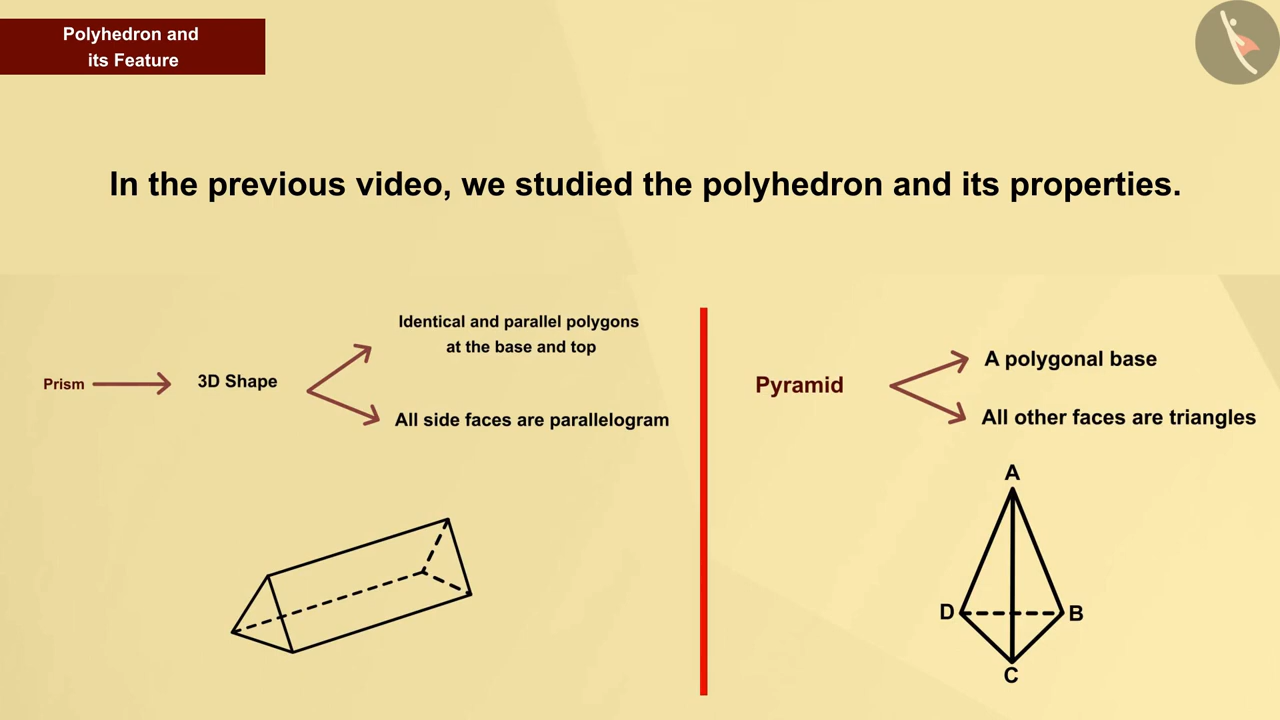 Polyhedron and
its Feature
In the previous video, we studied the polyhedron and its properties.
Prism
3D Shape
Identical and parallel polygons
at the base and top
All side faces are parallelogram
Pyramid
A polygonal base
All other faces are triangles
A
D
B
C